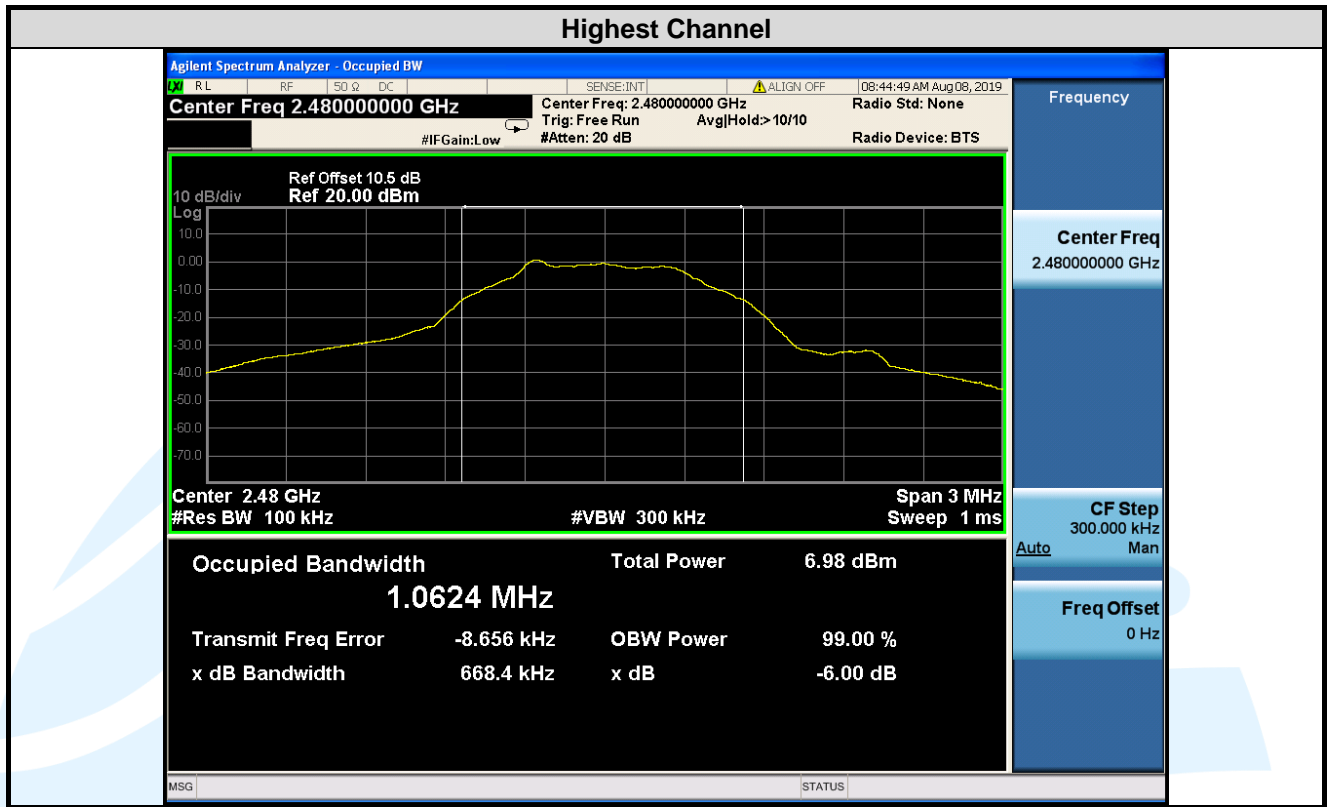 Highest Channel
Agilent Spectrum Analyzer - Occupied BW
LXI RL RF 50 Ω DC SENSE:INT ALIGN OFF 08:44:49 AM Aug 08, 2019
Center Freq 2.480000000 GHz
Center Freq: 2.480000000 GHz Radio Std: None
Trig: Free Run Avg|Hold:>10/10
#IFGain:Low #Atten: 20 dB Radio Device: BTS
Ref Offset 10.5 dB
10 dB/div Ref 20.00 dBm
Log
10.0
0.00
-10.0
-20.0
-30.0
-40.0
-50.0
-60.0
-70.0
Center 2.48 GHz Span 3 MHz
#Res BW 100 kHz #VBW 300 kHz Sweep 1 ms
Occupied Bandwidth Total Power 6.98 dBm
1.0624 MHz
Transmit Freq Error -8.656 kHz OBW Power 99.00 %
x dB Bandwidth 668.4 kHz x dB -6.00 dB
MSG STATUS
Frequency
Center Freq
2.480000000 GHz
CF Step
300.000 kHz
Auto Man
Freq Offset
0 Hz